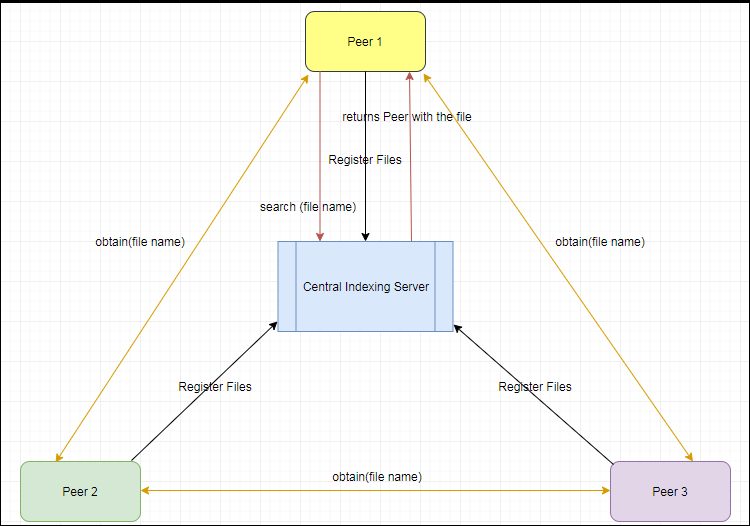 Peer 1
returns Peer with the file
Register Files
search (file name)
obtain(file name)
obtain(file name)
Central Indexing Server
Register Files
Register Files
obtain(file name)
Peer 2
Peer 3